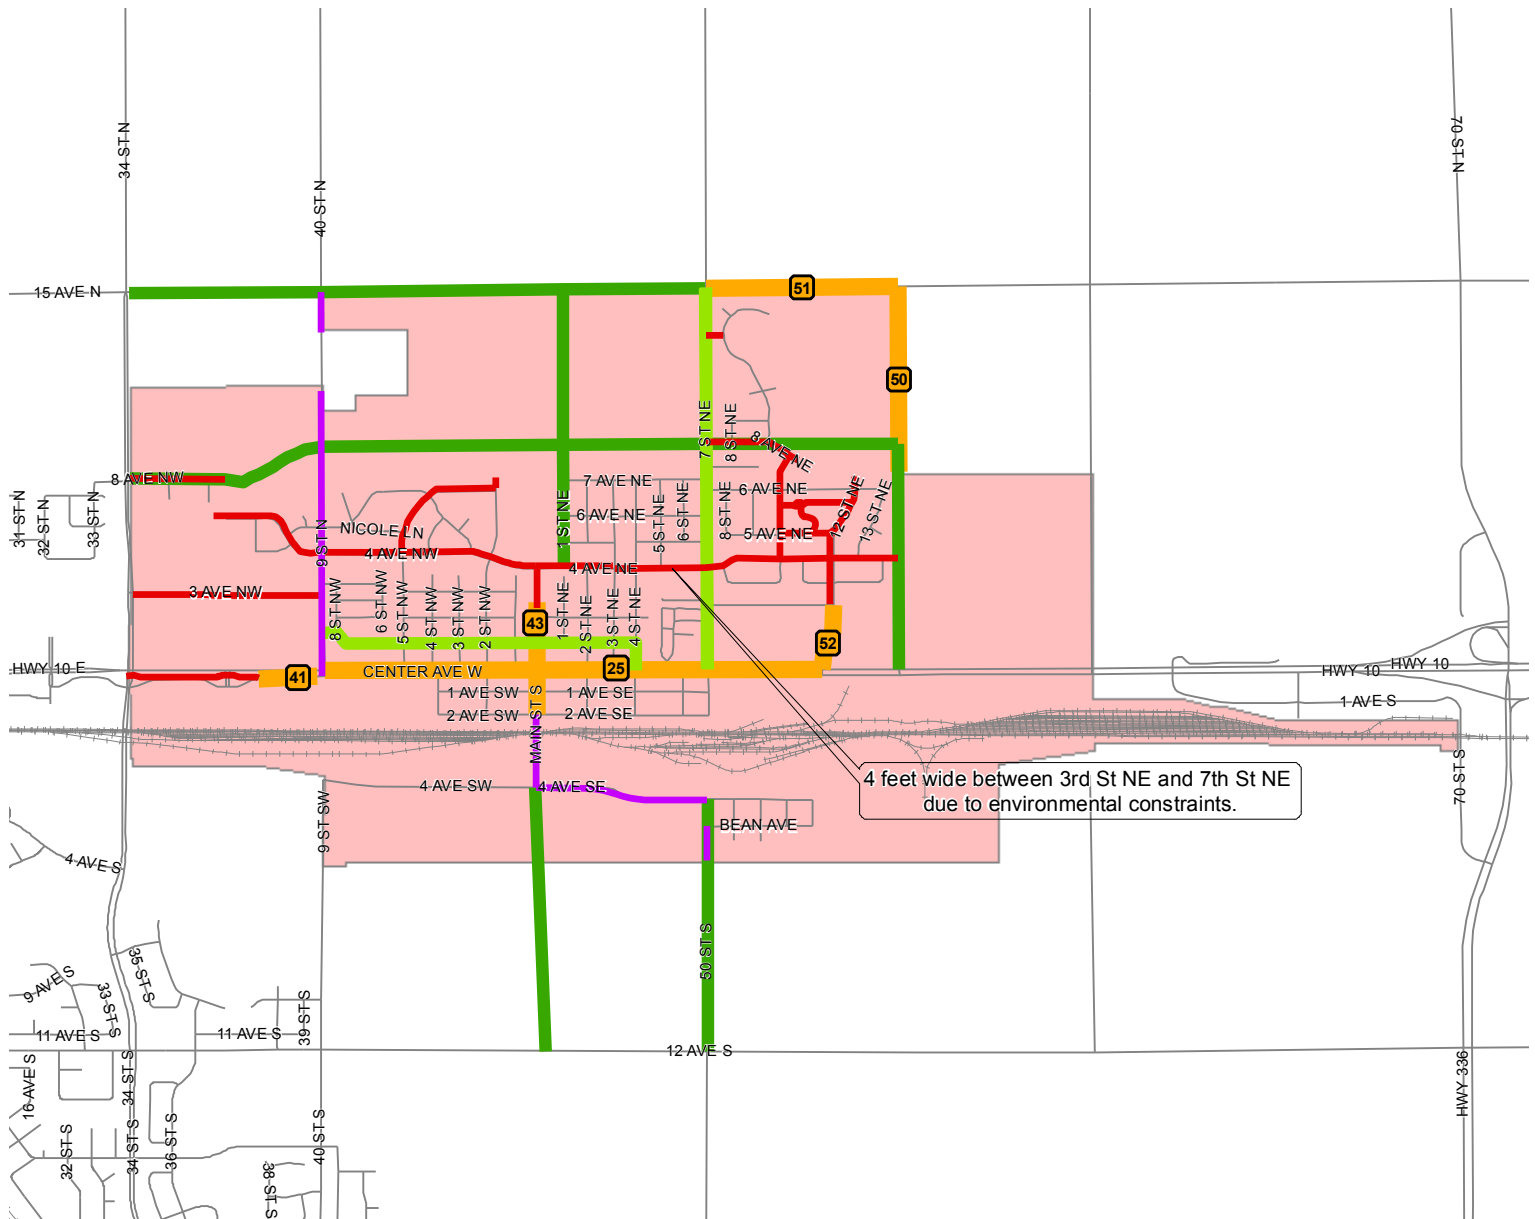 34 ST N
40 ST N
70 ST N
15 AVE N
51
50
7 ST NE
8 ST NE
8 AVE NE
8 AVE NW
7 AVE NE
6 AVE NE
6 AVE NE
5 AVE NE
31 ST N
32 ST N
33 ST N
9 ST N
NICOLE LN
4 AVE NW
1 ST NE
5 ST NE
6 ST NE
8 ST NE
12 ST NE
13 ST NE
4 AVE NE
3 AVE NW
8 ST NW
6 ST NW
5 ST NW
4 ST NW
3 ST NW
2 ST NW
43
1 ST NE
2 ST NE
3 ST NE
4 ST NE
52
HWY 10 E
41
CENTER AVE W
25
HWY 10
HWY 10
1 AVE SW
1 AVE SE
1 AVE S
2 AVE SW
2 AVE SE
MAIN ST S
4 AVE SW
4 AVE SE
4 feet wide between 3rd St NE and 7th St NE
due to environmental constraints.
70 ST S
9 ST SW
BEAN AVE
4 AVE S
50 ST S
9 AVE S
33 ST S
35 ST S
39 ST S
11 AVE S
11 AVE S
12 AVE S
16 AVE S
34 ST S
HWY 336
32 ST S
34 ST S
36 ST S
40 ST S
38 ST S